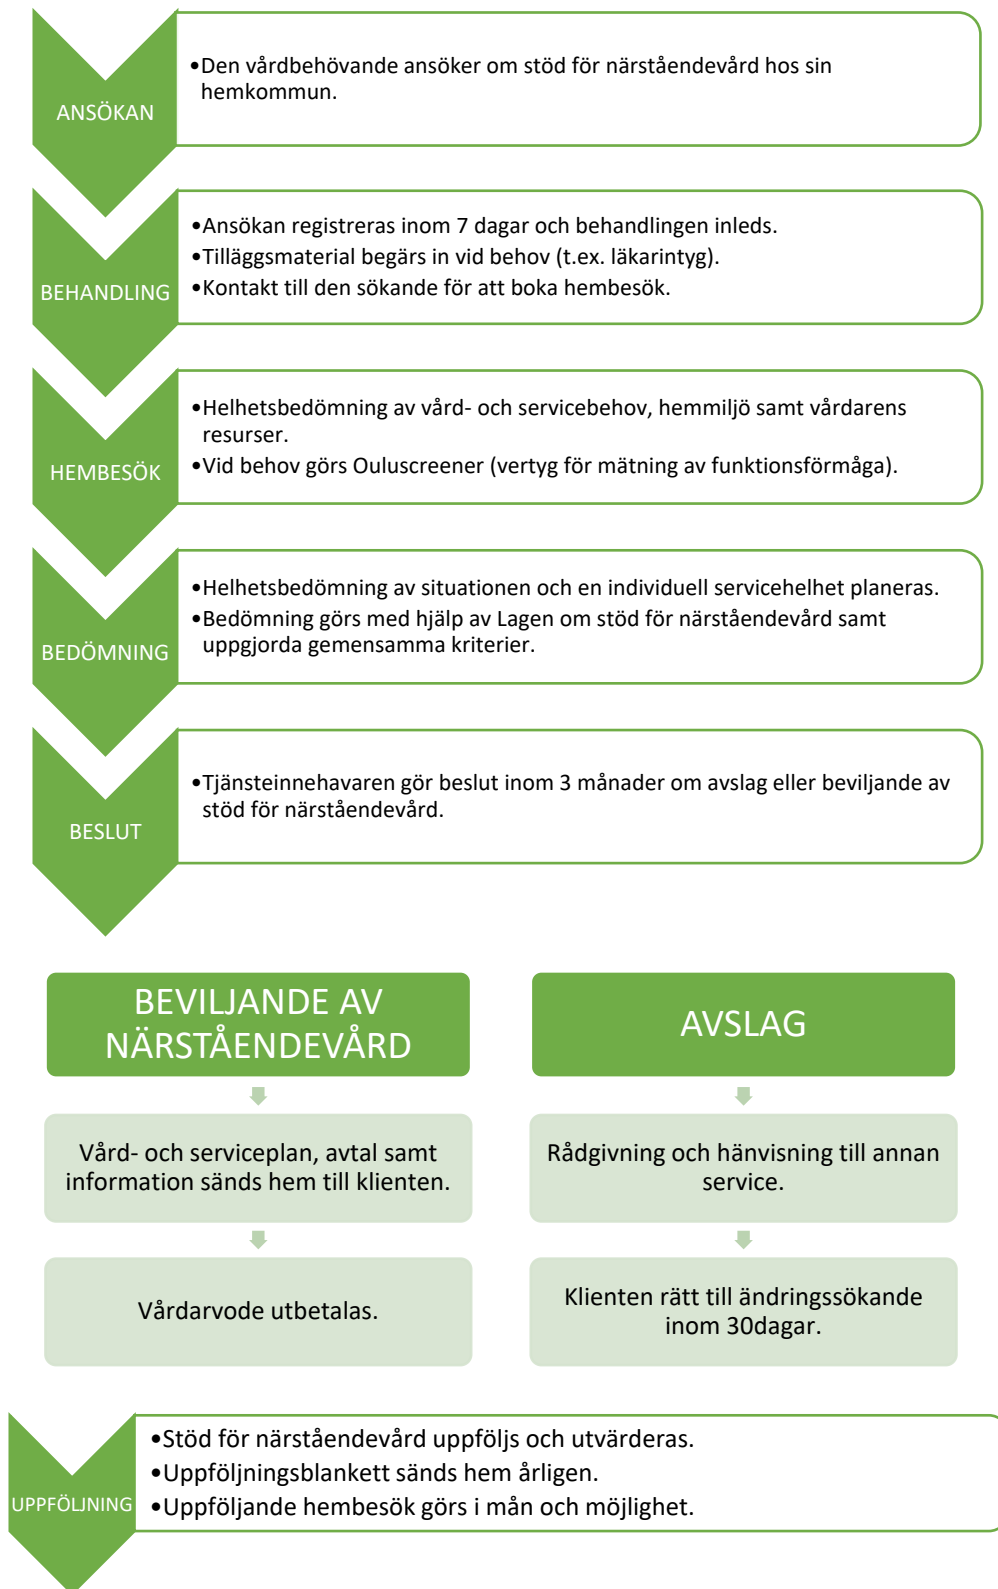 ANSÖKAN
•Den vårdbehövande ansöker om stöd för närståendevård hos sin
hemkommun.
BEHANDLING
•Ansökan registreras inom 7 dagar och behandlingen inleds.
•Tilläggsmaterial begärs in vid behov (t.ex. läkarintyg).
•Kontakt till den sökande för att boka hembesök.
HEMBESÖK
•Helhetsbedömning av vård- och servicebehov, hemmiljö samt vårdarens
resurser.
•Vid behov görs Ouluscreener (vertyg för mätning av funktionsförmåga).
BEDÖMNING
•Helhetsbedömning av situationen och en individuell servicehelhet planeras.
•Bedömning görs med hjälp av Lagen om stöd för närståendevård samt
uppgjorda gemensamma kriterier.
BESLUT
•Tjänsteinnehavaren gör beslut inom 3 månader om avslag eller beviljande av
stöd för närståendevård.
BEVILJANDE AV
NÄRSTÅENDEVÅRD
Vård- och serviceplan, avtal samt
information sänds hem till klienten.
Vårdarvode utbetalas.
AVSLAG
Rådgivning och hänvisning till annan
service.
Klienten rätt till ändringssökande
inom 30dagar.
UPPFÖLJNING
•Stöd för närståendevård uppföljs och utvärderas.
•Uppföljningsblankett sänds hem årligen.
•Uppföljande hembesök görs i mån och möjlighet.